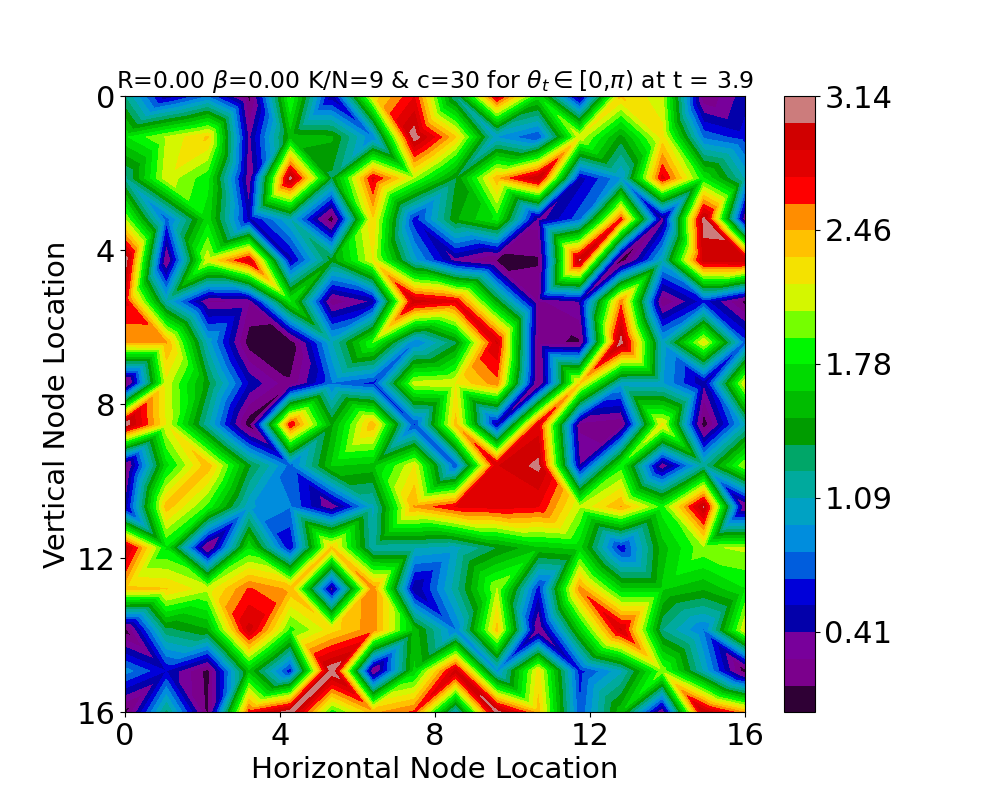 R=0.00 β=0.00 K/N=9 & c=30 for θₜ ∈ [0,π) at t = 3.9
0
4
8
12
16
0 4 8 12 16
Vertical Node Location
Horizontal Node Location
3.14
2.46
1.78
1.09
0.41